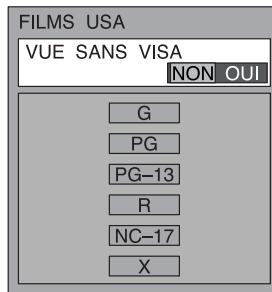 FILMS USA
VUE SANS VISA
NON OUI
G
PG
PG–13
R
NC–17
X